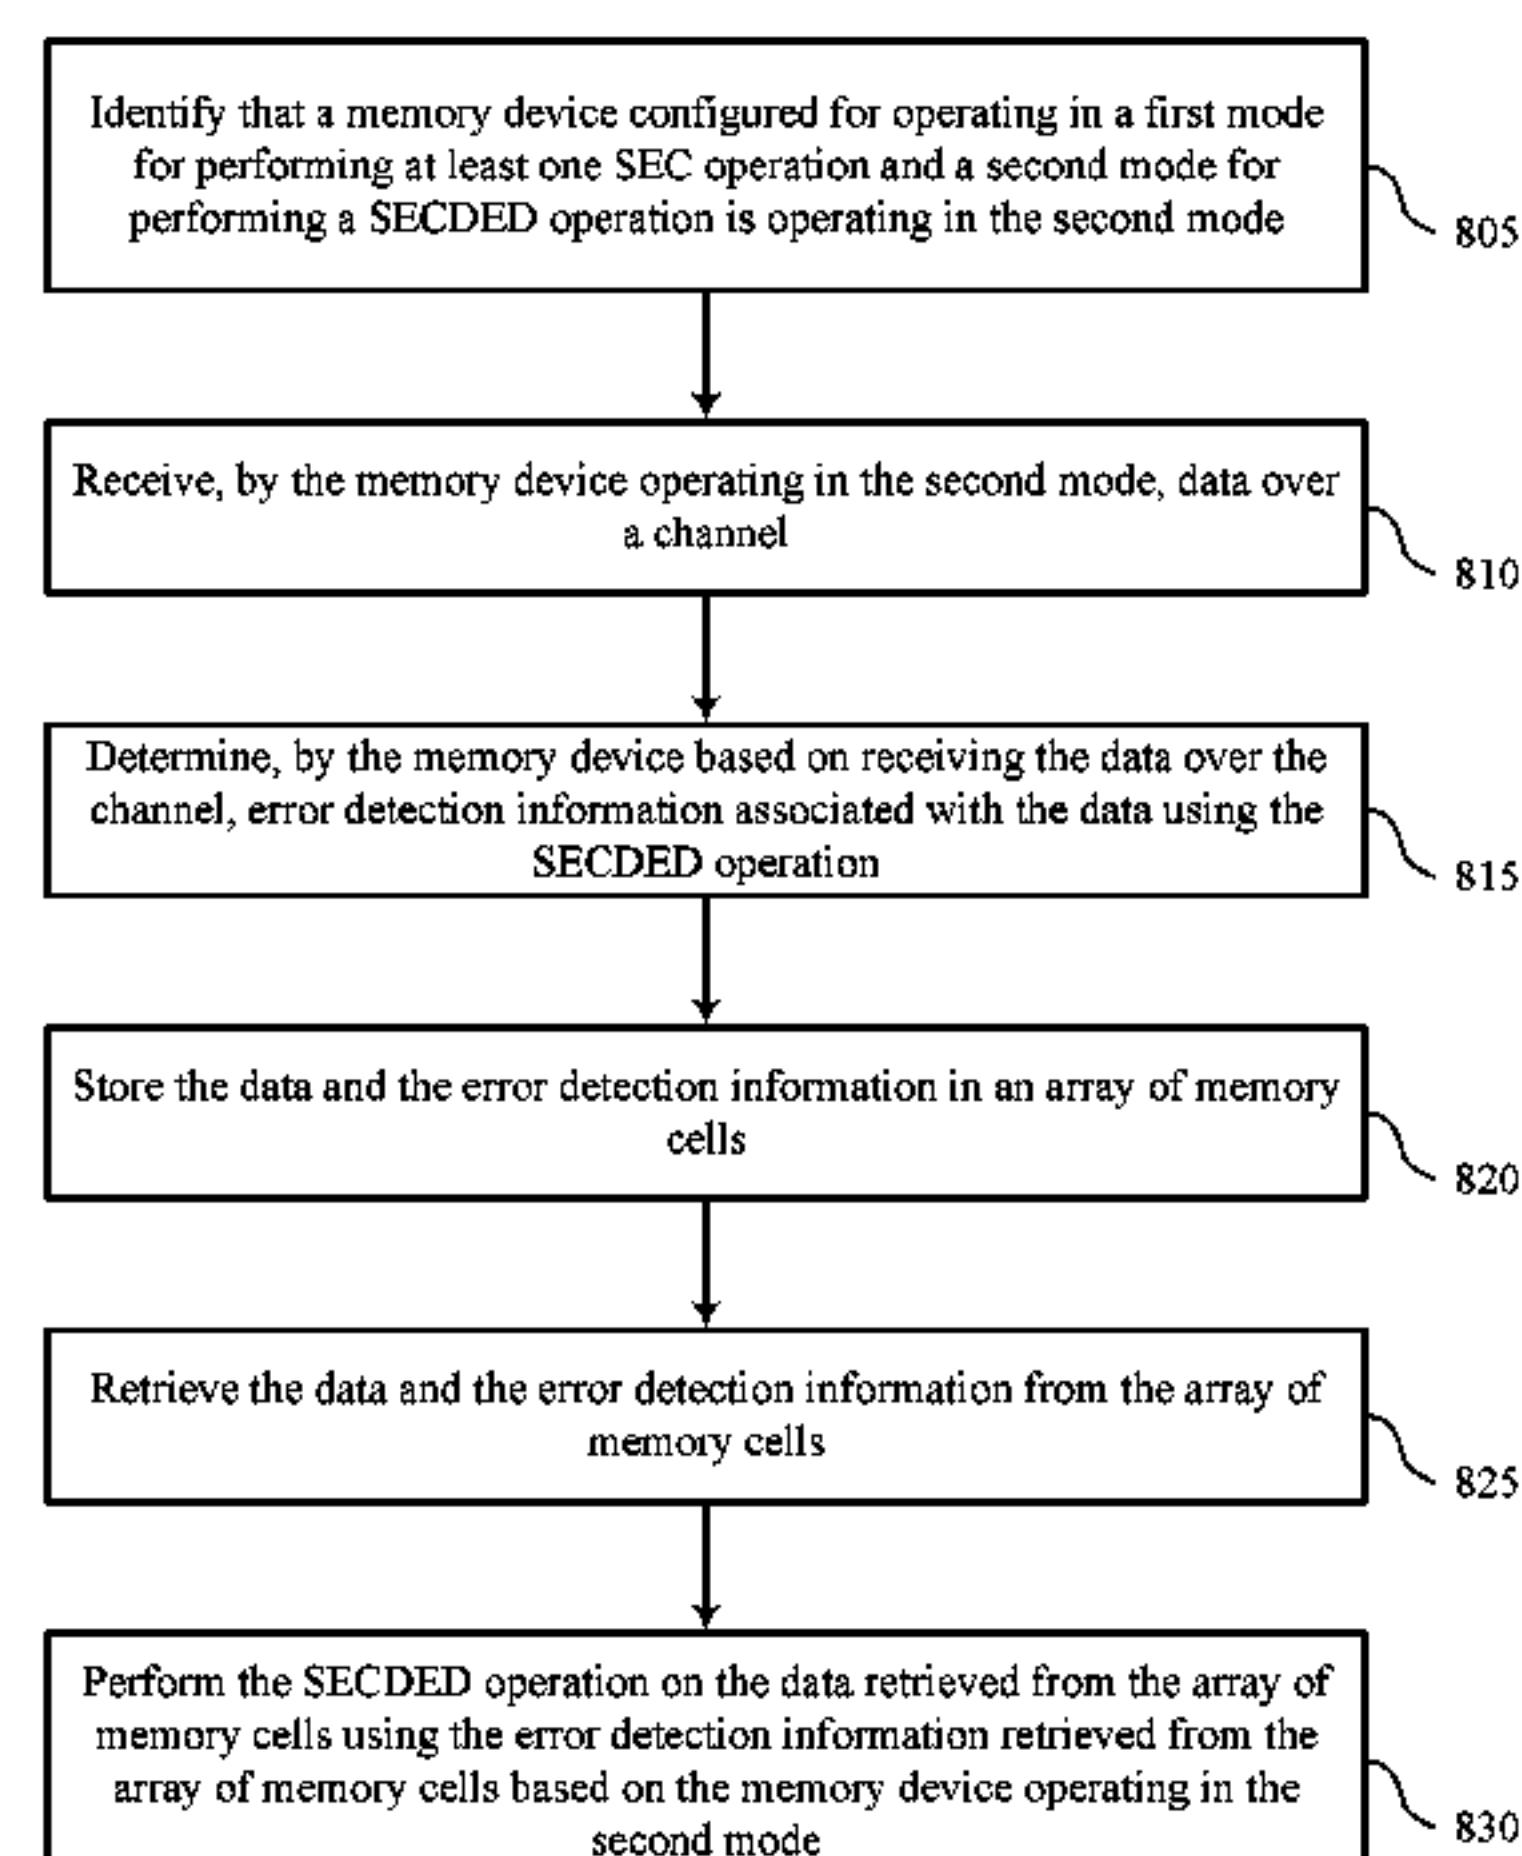 Identify that a memory device configured for operating in a first mode
for performing at least one SEC operation and a second mode for
performing a SECDED operation is operating in the second mode
805
Receive, by the memory device operating in the second mode, data over
a channel
810
Determine, by the memory device based on receiving the data over the
channel, error detection information associated with the data using the
SECDED operation
815
Store the data and the error detection information in an array of memory
cells
820
Retrieve the data and the error detection information from the array of
memory cells
825
Perform the SECDED operation on the data retrieved from the array of
memory cells using the error detection information retrieved from the
array of memory cells based on the memory device operating in the
second mode
830